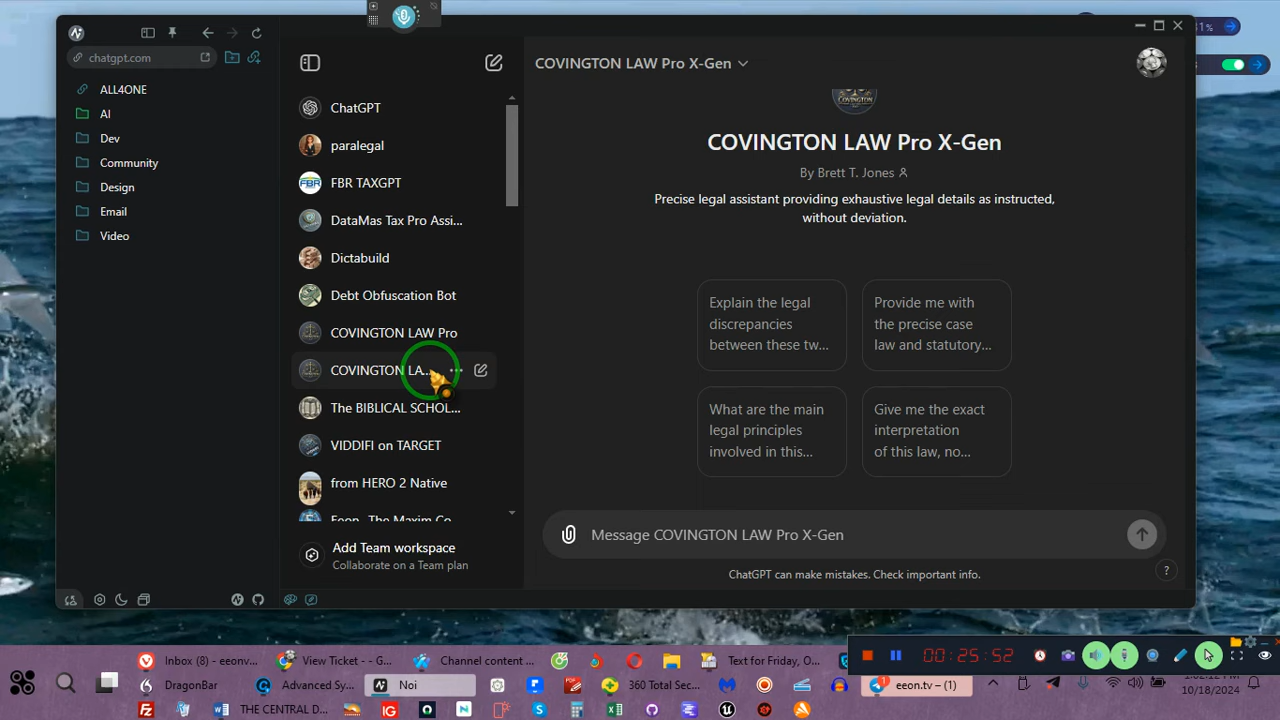 chatgpt.com
ALL4ONE
AI
Dev
Community
Design
Email
Video
ChatGPT
paralegal
FBR TAXGPT
DataMas Tax Pro Assi...
Dictabuild
Debt Obfuscation Bot
COVINGTON LAW Pro
COVINGTON LA...
The BIBLICAL SCHOL...
VIDDIFI on TARGET
from HERO 2 Native
Feon. The Maxim Co
Add Team workspace
Collaborate on a Team plan
COVINGTON LAW Pro X-Gen
COVINGTON
COVINGTON LAW Pro X-Gen
By Brett T. Jones
Precise legal assistant providing exhaustive legal details as instructed,
without deviation.
Explain the legal
discrepancies
between these tw...
Provide me with
the precise case
law and statutory...
What are the main
legal principles
involved in this...
Give me the exact
interpretation
of this law, no...
Message COVINGTON LAW Pro X-Gen
ChatGPT can make mistakes. Check important info.
?
1%
00:25:52
Inbox (8) - eeonv...
View Ticket - - G...
Channel content ...
Text for Friday, O...
DragonBar
Advanced Sy...
Noi
360 Total Sec...
eeon.tv – (1)
THE CENTRAL D...
10/18/2024